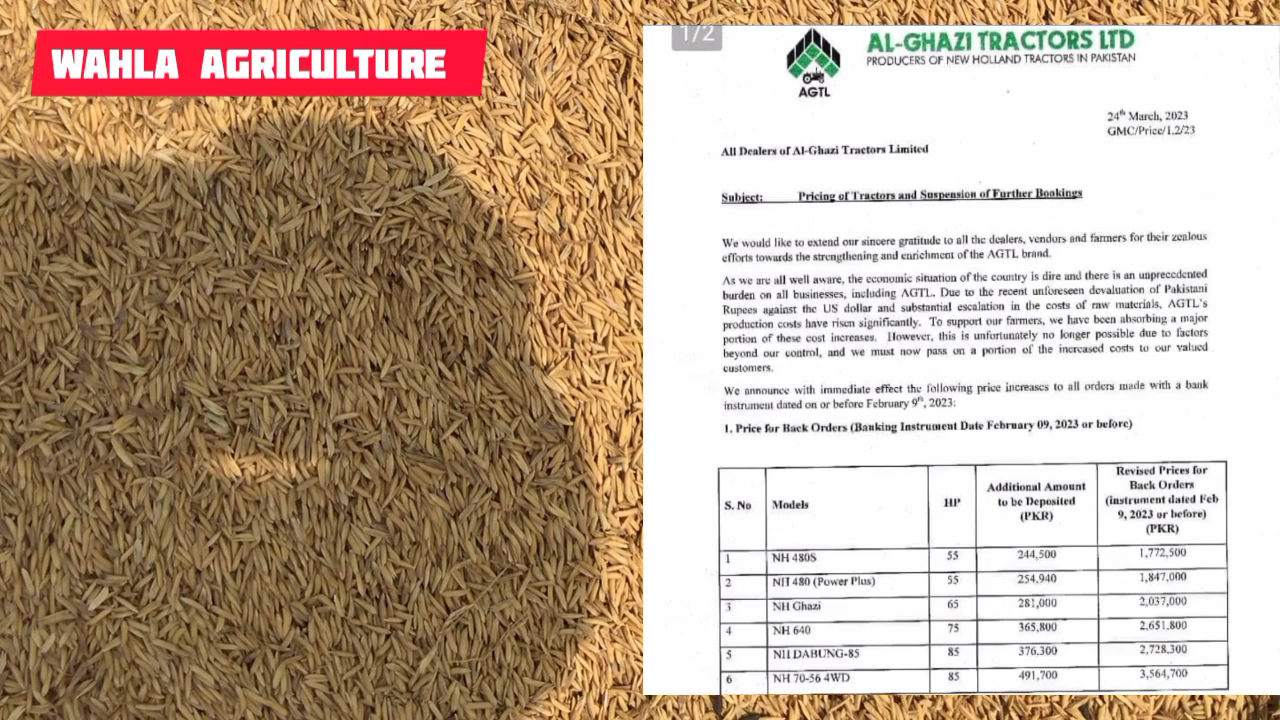 WAHLA AGRICULTURE
1/2
AL-GHAZI TRACTORS LTD
PRODUCERS OF NEW HOLLAND TRACTORS IN PAKISTAN
AGTL
24th March, 2023
GMC/Price/1.2/23
All Dealers of Al-Ghazi Tractors Limited
Subject: Pricing of Tractors and Suspension of Further Bookings
We would like to extend our sincere gratitude to all the dealers, vendors and farmers for their zealous
efforts towards the strengthening and enrichment of the AGTL brand.
As we are all well aware, the economic situation of the country is dire and there is an unprecedented
burden on all businesses, including AGTL. Due to the recent unforeseen devaluation of Pakistani
Rupees against the US dollar and substantial escalation in the costs of raw materials, AGTL's
production costs have risen significantly. To support our farmers, we have been absorbing a major
portion of these cost increases. However, this is unfortunately no longer possible due to factors
beyond our control, and we must now pass on a portion of the increased costs to our valued
customers.
We announce with immediate effect the following price increases to all orders made with a bank
instrument dated on or before February 9th, 2023:
1. Price for Back Orders (Banking Instrument Date February 09, 2023 or before)
S. No Models HP Additional Amount to be Deposited (PKR) Revised Prices for Back Orders (instrument dated Feb 9, 2023 or before) (PKR)
1 NH 480S 55 244,500 1,772,500
2 NH 480 (Power Plus) 55 254,940 1,847,000
3 NH Ghazi 65 281,000 2,037,000
4 NH 640 75 365,800 2,651,800
5 NH DABUNG-85 85 376,300 2,728,300
6 NH 70-56 4WD 85 491,700 3,564,700